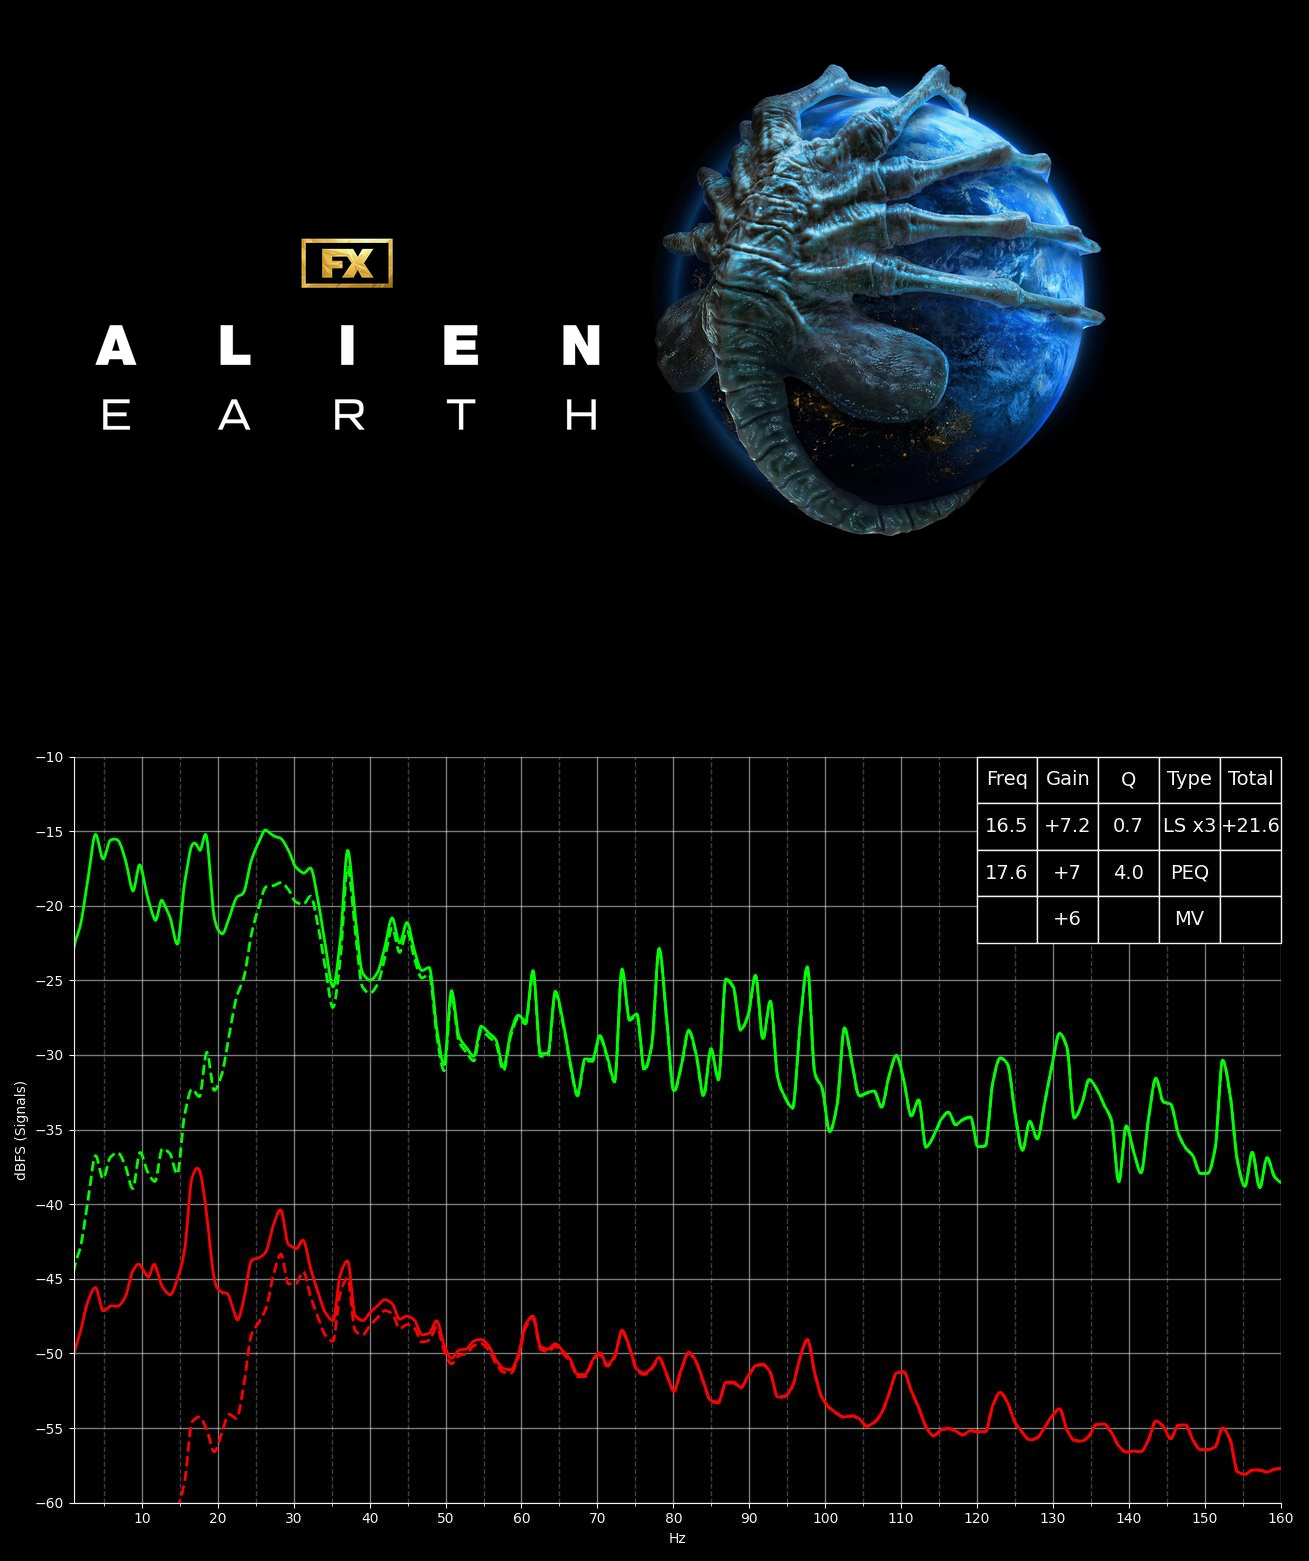 FX
ALIEN
EARTH
Freq Gain Q Type Total
16.5 +7.2 0.7 LS x3 +21.6
17.6 +7 4.0 PEQ
+6 MV
−10
−15
−20
−25
−30
−35
−40
−45
−50
−55
−60
dBFS (Signals)
10 20 30 40 50 60 70 80 90 100 110 120 130 140 150 160
Hz